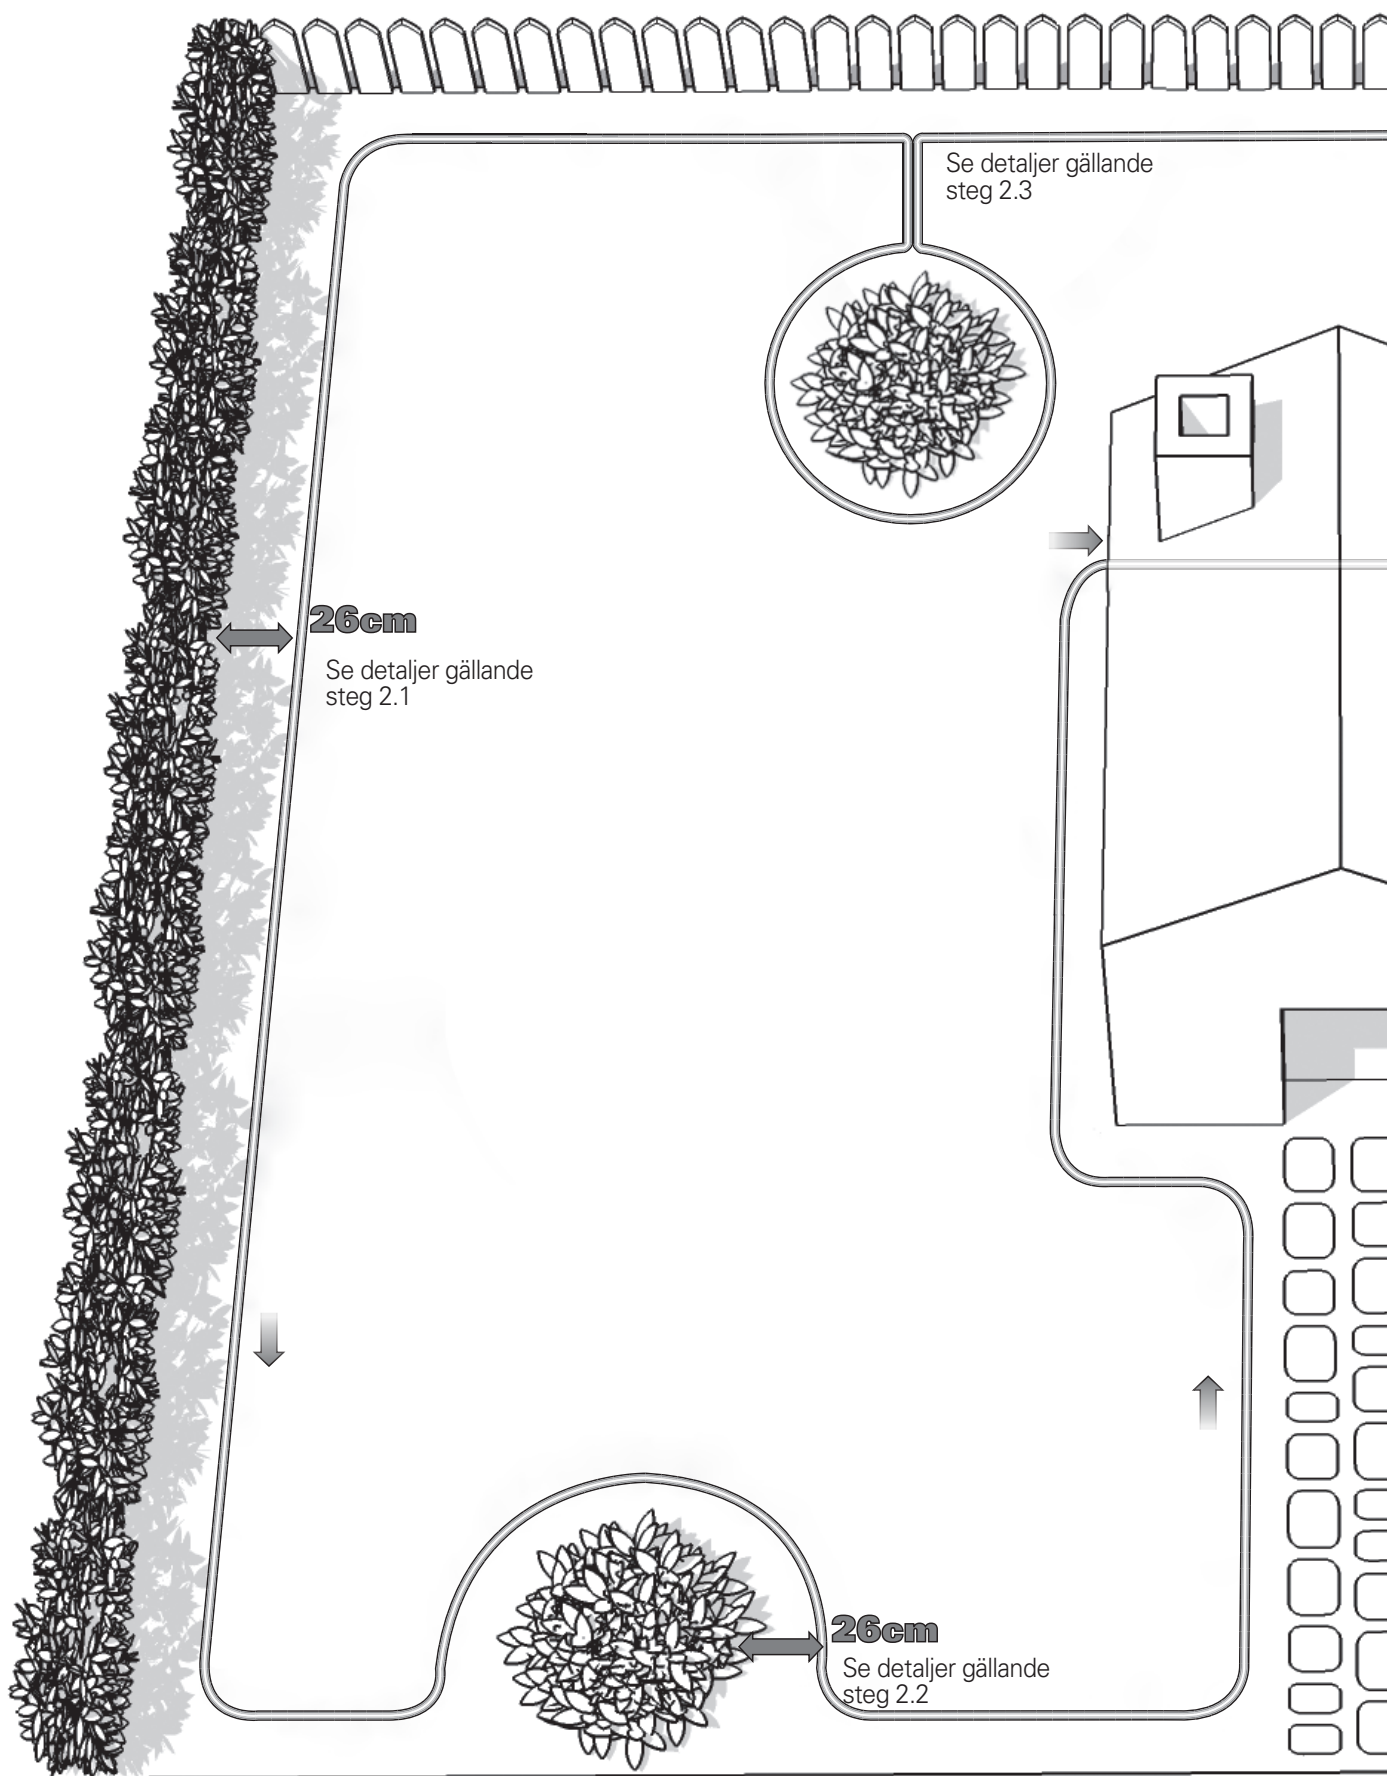 Se detaljer gällande
steg 2.3
26cm
Se detaljer gällande
steg 2.1
26cm
Se detaljer gällande
steg 2.2